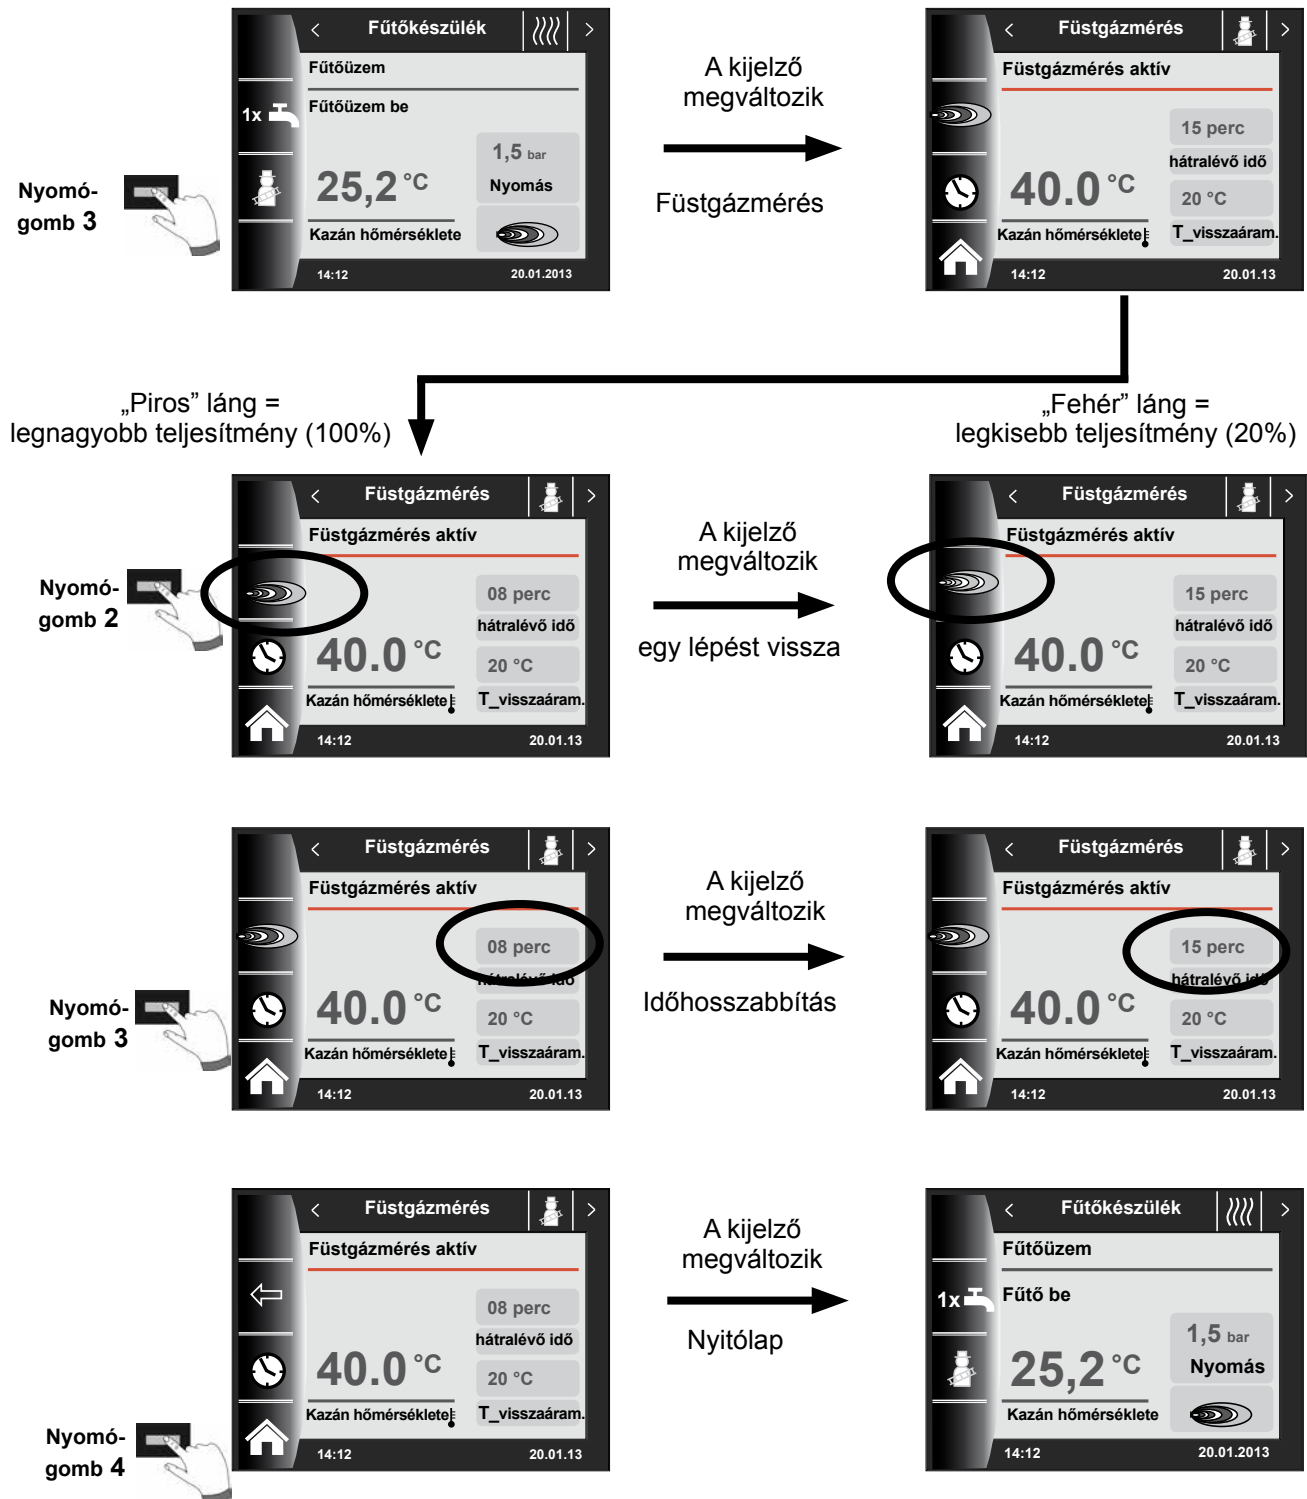 Nyomó-
gomb 3
Fűtőkészülék
Fűtőüzem
Fűtőüzem be
1x
1,5 bar
Nyomás
25,2 °C
Kazán hőmérséklete
14:12
20.01.2013
A kijelző
megváltozik
Füstgázmérés
Füstgázmérés
Füstgázmérés aktív
15 perc
hátralévő idő
40.0 °C
20 °C
Kazán hőmérséklete
T_visszaáram.
14:12
20.01.13
„Piros” láng =
legnagyobb teljesítmény (100%)
„Fehér” láng =
legkisebb teljesítmény (20%)
Nyomó-
gomb 2
Füstgázmérés
Füstgázmérés aktív
08 perc
hátralévő idő
40.0 °C
20 °C
Kazán hőmérséklete
T_visszaáram.
14:12
20.01.13
A kijelző
megváltozik
egy lépést vissza
Füstgázmérés
Füstgázmérés aktív
15 perc
hátralévő idő
40.0 °C
20 °C
Kazán hőmérséklete
T_visszaáram.
14:12
20.01.13
Nyomó-
gomb 3
Füstgázmérés
Füstgázmérés aktív
08 perc
hátralévő idő
40.0 °C
20 °C
Kazán hőmérséklete
T_visszaáram.
14:12
20.01.13
A kijelző
megváltozik
Időhosszabbítás
Füstgázmérés
Füstgázmérés aktív
15 perc
hátralévő idő
40.0 °C
20 °C
Kazán hőmérséklete
T_visszaáram.
14:12
20.01.13
Nyomó-
gomb 4
Füstgázmérés
Füstgázmérés aktív
08 perc
hátralévő idő
40.0 °C
20 °C
Kazán hőmérséklete
T_visszaáram.
14:12
20.01.13
A kijelző
megváltozik
Nyitólap
Fűtőkészülék
Fűtőüzem
Fűtő be
1x
1,5 bar
Nyomás
25,2 °C
Kazán hőmérséklete
14:12
20.01.2013